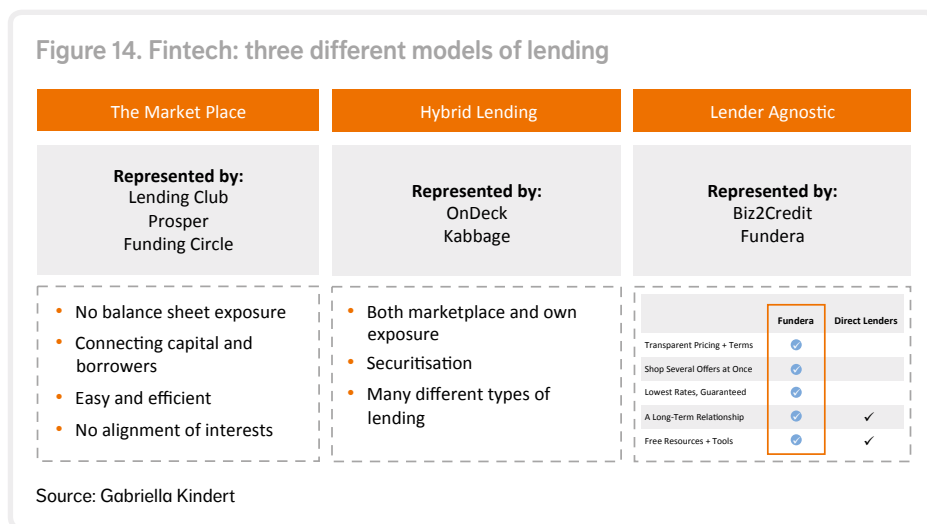 Figure 14. Fintech: three different models of lending
The Market Place
Represented by:
Lending Club
Prosper
Funding Circle
• No balance sheet exposure
• Connecting capital and
borrowers
• Easy and efficient
• No alignment of interests
Hybrid Lending
Represented by:
OnDeck
Kabbage
• Both marketplace and own
exposure
• Securitisation
• Many different types of
lending
Lender Agnostic
Represented by:
Biz2Credit
Fundera
Fundera Direct Lenders
Transparent Pricing + Terms ✓
Shop Several Offers at Once ✓
Lowest Rates, Guaranteed ✓
A Long-Term Relationship ✓ ✓
Free Resources + Tools ✓ ✓
Source: Gabriella Kindert